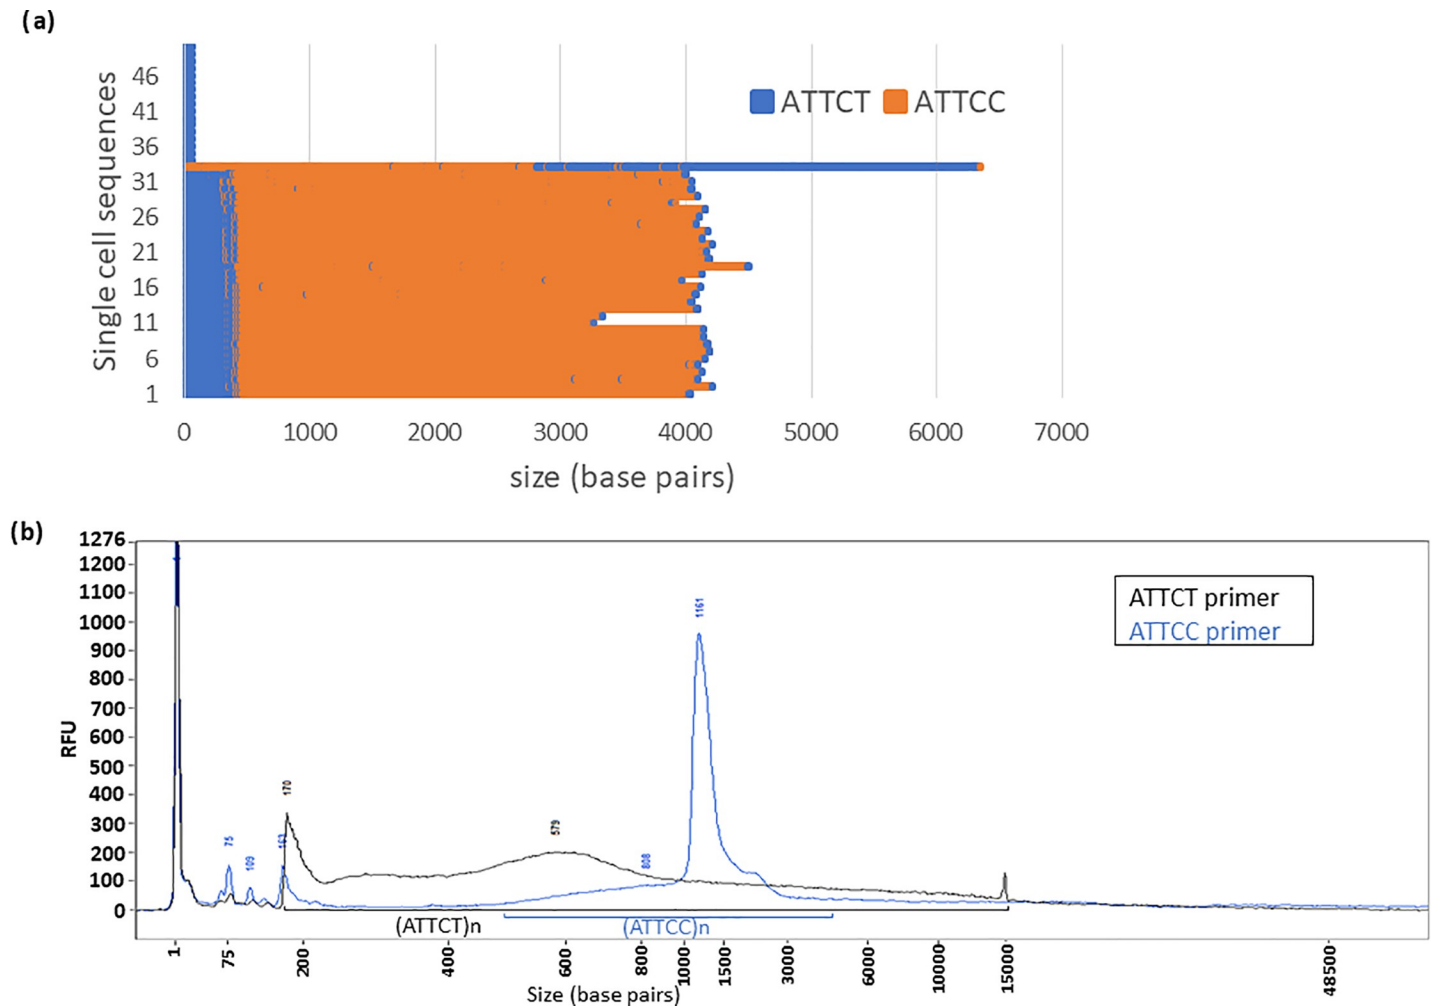 (a)
Single cell sequences
46
41
36
31
26
21
16
11
6
1
ATTCT ATTCC
0 1000 2000 3000 4000 5000 6000 7000
size (base pairs)
(b)
RFU
1276
1200
1100
1000
900
800
700
600
500
400
300
200
100
0
ATTCT primer
ATTCC primer
75
109
163
170
579
808
1161
(ATTCT)n (ATTCC)n
1 75 200 400 600 800 1000 1500 3000 6000 10000 15000 48500
Size (base pairs)